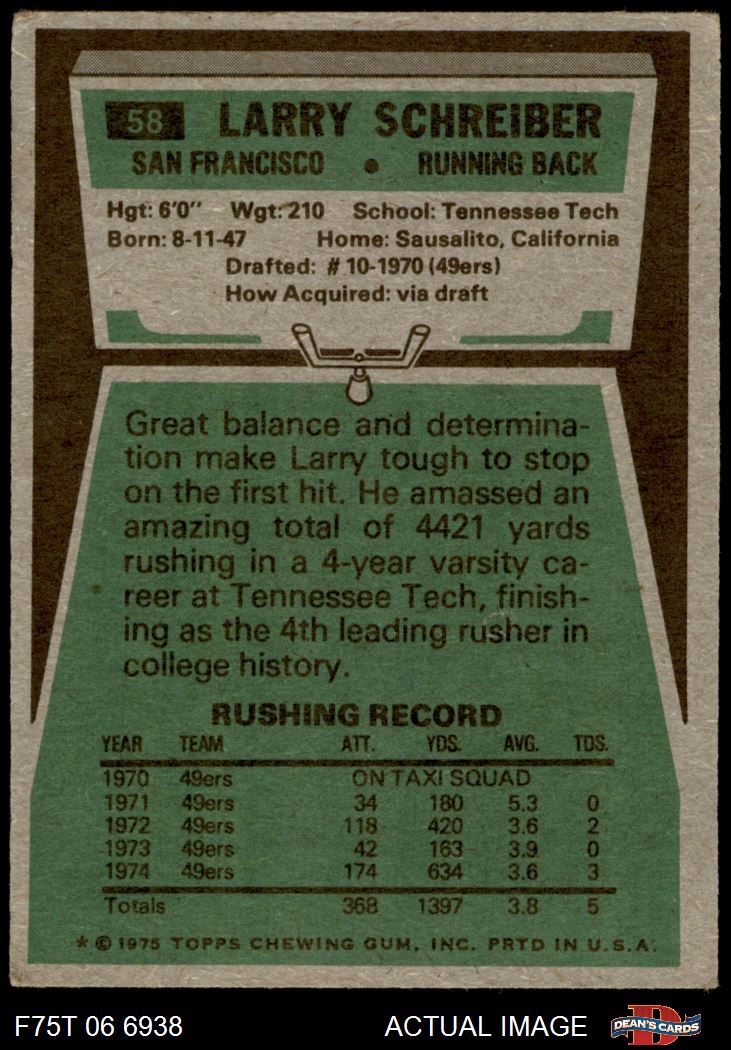 58 LARRY SCHREIBER
SAN FRANCISCO • RUNNING BACK
Hgt: 6'0" Wgt: 210 School: Tennessee Tech
Born: 8-11-47 Home: Sausalito, California
Drafted: #10-1970 (49ers)
How Acquired: via draft
Great balance and determina-
tion make Larry tough to stop
on the first hit. He amassed an
amazing total of 4421 yards
rushing in a 4-year varsity ca-
reer at Tennessee Tech, finish-
ing as the 4th leading rusher in
college history.
RUSHING RECORD
YEAR TEAM ATT. YDS. AVG. TDS.
1970 49ers ON TAXI SQUAD
1971 49ers 34 180 5.3 0
1972 49ers 118 420 3.6 2
1973 49ers 42 163 3.9 0
1974 49ers 174 634 3.6 3
Totals 368 1397 3.8 5
* © 1975 TOPPS CHEWING GUM, INC. PRTD IN U.S.A.
F75T 06 6938 ACTUAL IMAGE D DEAN'S CARDS